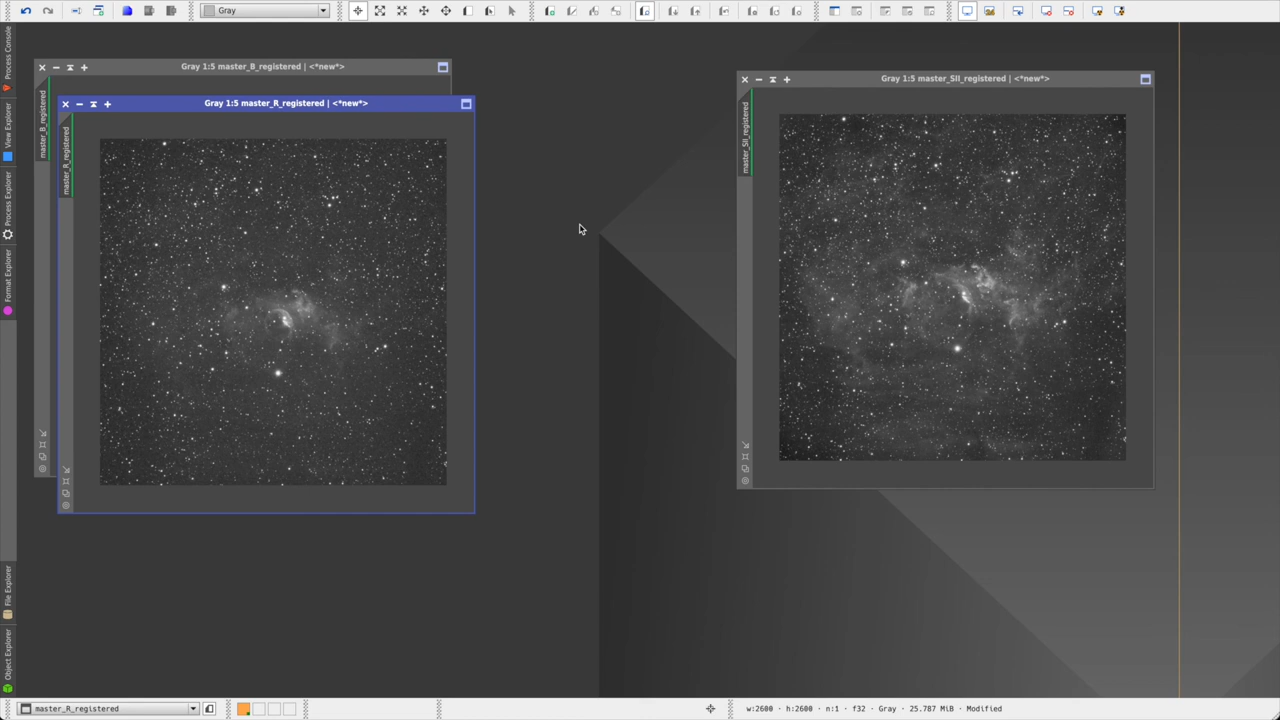 Gray
Process Console
View Explorer
Process Explorer
Format Explorer
File Explorer
Object Explorer
Gray 1:5 master_B_registered | <*new*>
master_B_registered
Gray 1:5 master_R_registered | <*new*>
master_R_registered
Gray 1:5 master_SII_registered | <*new*>
master_SII_registered
master_R_registered
w:2600 · h:2600 · n:1 · f32 · Gray · 25.787 MiB · Modified